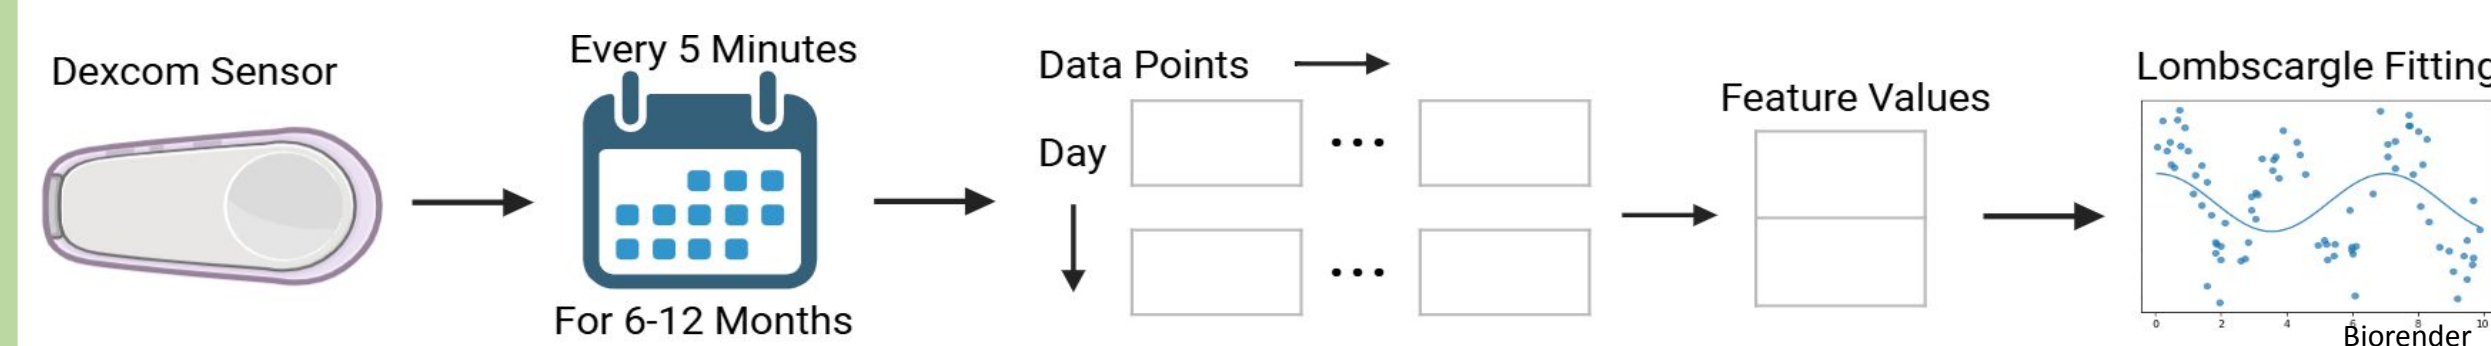 Dexcom Sensor
Every 5 Minutes
For 6-12 Months
Data Points
Day
...
...
Feature Values
Lombscargle Fitting
0 2 4 6 8 10
Biorender